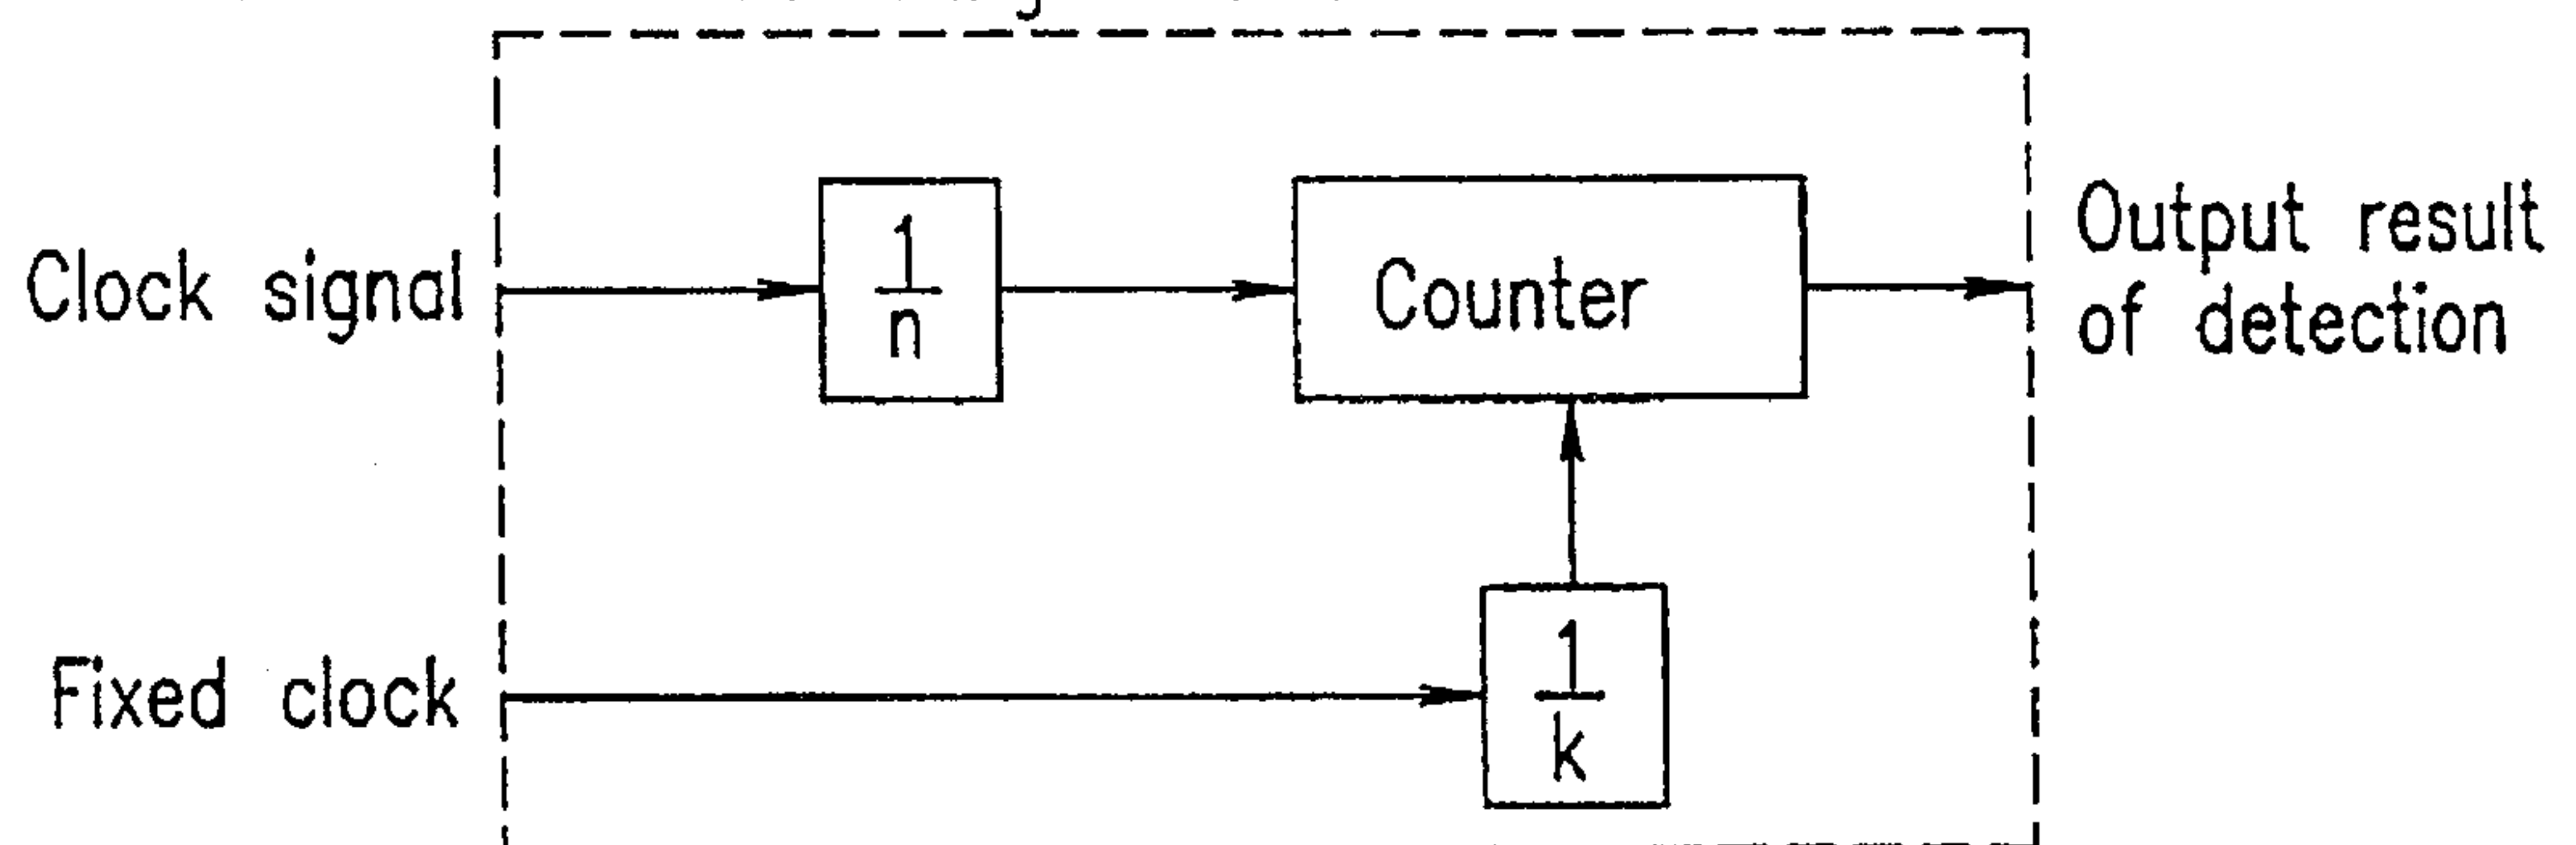 Clock signal
1
n
Counter
Output result
of detection
Fixed clock
1
k